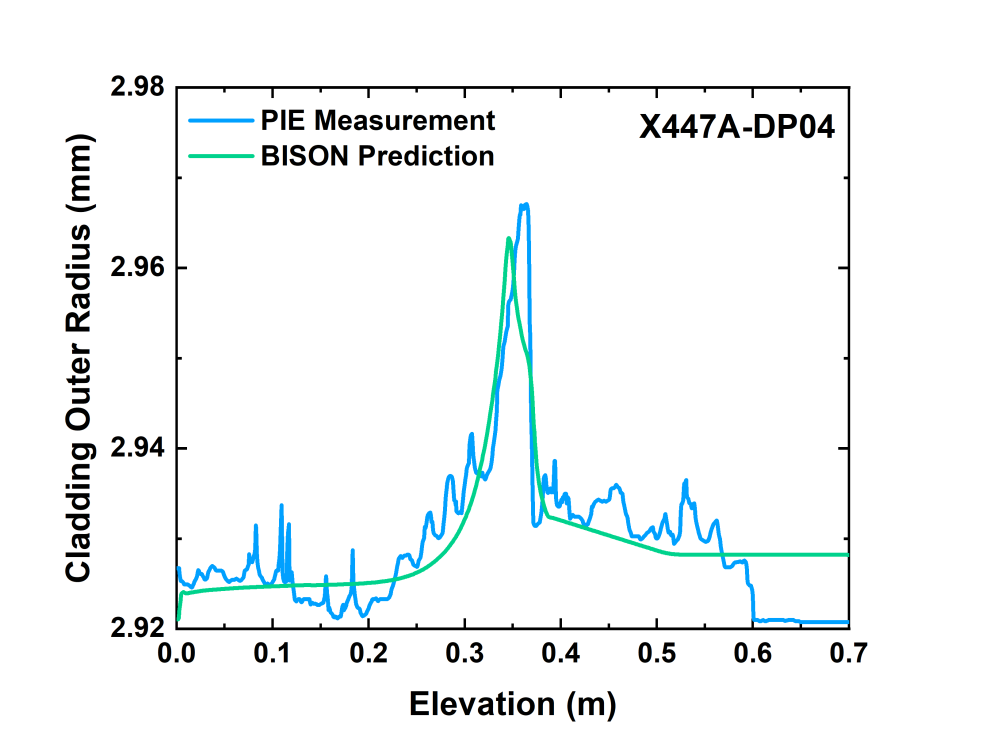 2.98
PIE Measurement
BISON Prediction
X447A-DP04
2.96
2.94
2.92
Cladding Outer Radius (mm)
0.0 0.1 0.2 0.3 0.4 0.5 0.6 0.7
Elevation (m)